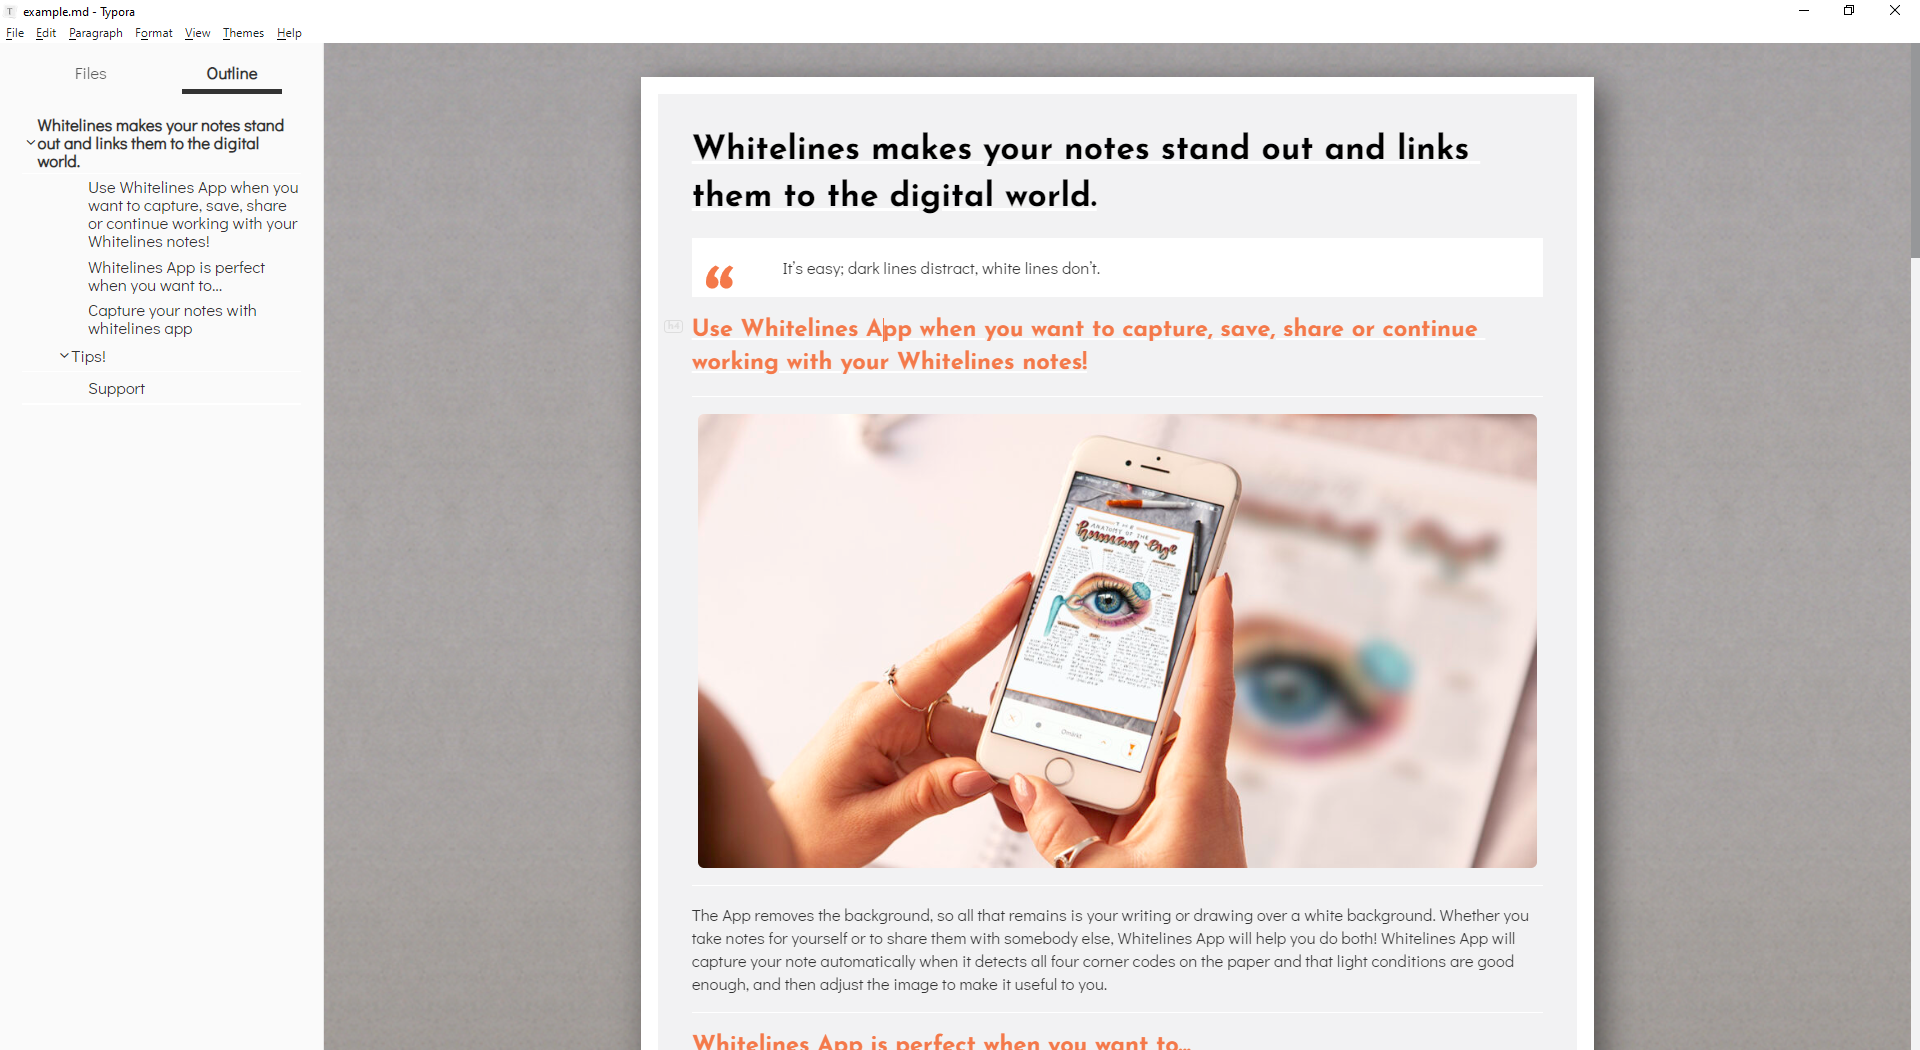 example.md - Typora
File Edit Paragraph Format View Themes Help
Files Outline
Whitelines makes your notes stand
out and links them to the digital
world.
Use Whitelines App when you
want to capture, save, share
or continue working with your
Whitelines notes!
Whitelines App is perfect
when you want to...
Capture your notes with
whitelines app
Tips!
Support
Whitelines makes your notes stand out and links
them to the digital world.
It's easy; dark lines distract, white lines don't.
h4
Use Whitelines App when you want to capture, save, share or continue
working with your Whitelines notes!
THE
ANATOMY OF THE
human eye
The App removes the background, so all that remains is your writing or drawing over a white background. Whether you
take notes for yourself or to share them with somebody else, Whitelines App will help you do both! Whitelines App will
capture your note automatically when it detects all four corner codes on the paper and that light conditions are good
enough, and then adjust the image to make it useful to you.
Whitelines App is perfect when you want to...